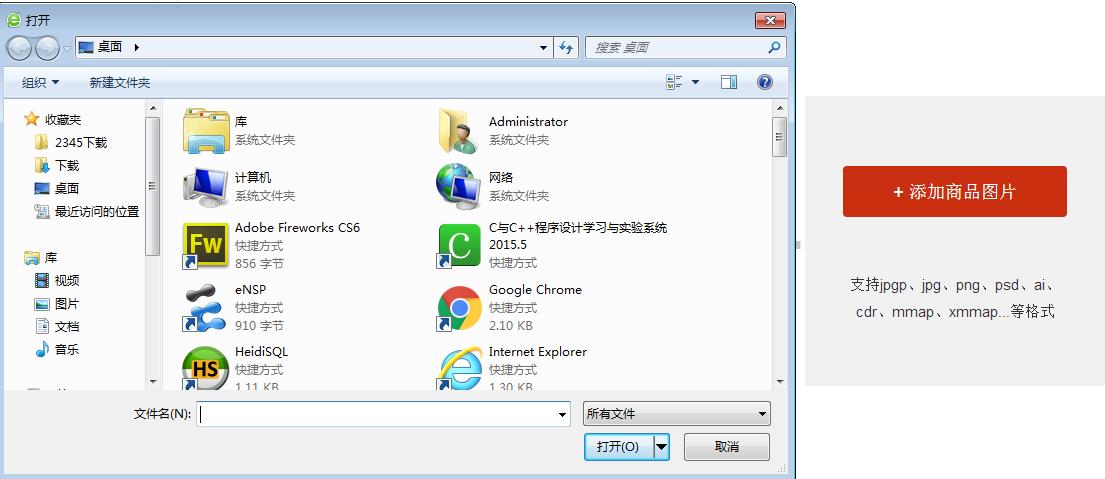 打开
桌面
搜索 桌面
组织
新建文件夹
收藏夹
2345下载
下载
桌面
最近访问的位置
库
视频
图片
文档
音乐
库
系统文件夹
Administrator
系统文件夹
计算机
系统文件夹
网络
系统文件夹
Fw
Adobe Fireworks CS6
快捷方式
856 字节
C
C与C++程序设计学习与实验系统
2015.5
快捷方式
eNSP
快捷方式
910 字节
Google Chrome
快捷方式
2.10 KB
HS
HeidiSQL
快捷方式
1.11 KB
Internet Explorer
快捷方式
1.30 KB
文件名(N):
所有文件
打开(O)
取消
+ 添加商品图片
支持jpgp、jpg、png、psd、ai、
cdr、mmap、xmmap...等格式